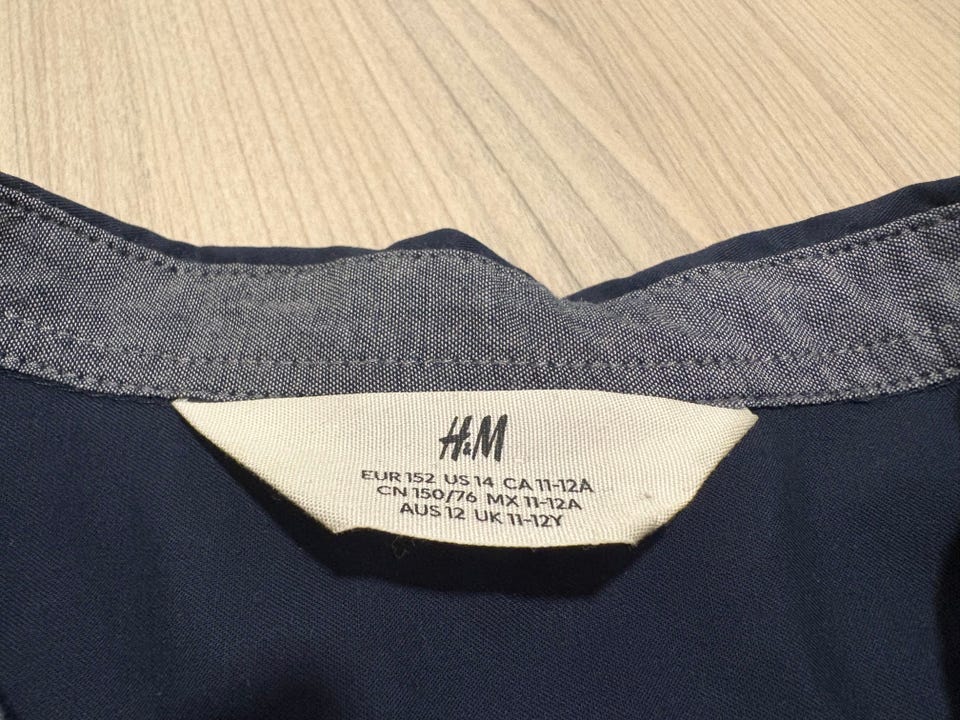 H&M
EUR 152 US 14 CA 11-12A
CN 150/76 MX 11-12A
AUS 12 UK 11-12Y